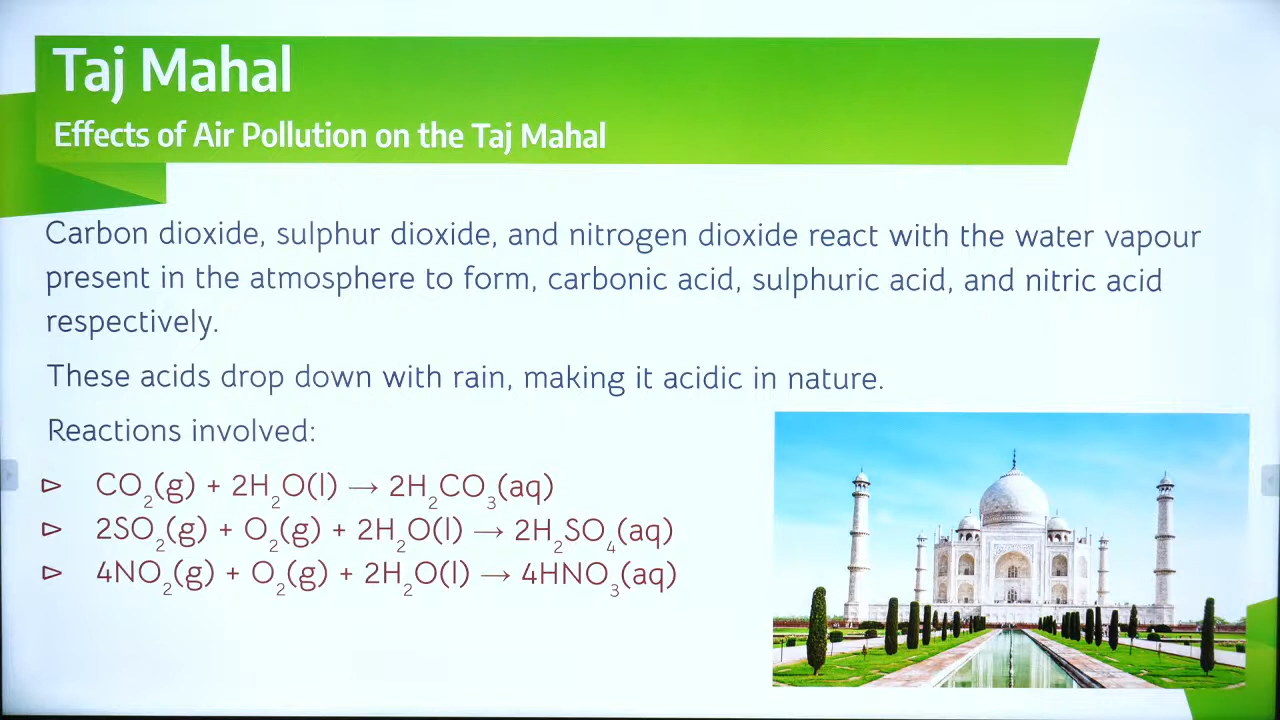 Taj Mahal
Effects of Air Pollution on the Taj Mahal
Carbon dioxide, sulphur dioxide, and nitrogen dioxide react with the water vapour
present in the atmosphere to form, carbonic acid, sulphuric acid, and nitric acid
respectively.
These acids drop down with rain, making it acidic in nature.
Reactions involved:
⊳ CO₂(g) + 2H₂O(l) → 2H₂CO₃(aq)
⊳ 2SO₂(g) + O₂(g) + 2H₂O(l) → 2H₂SO₄(aq)
⊳ 4NO₂(g) + O₂(g) + 2H₂O(l) → 4HNO₃(aq)